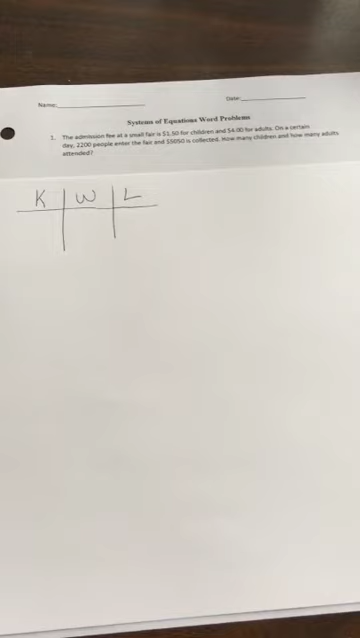 Name:
Date:
Systems of Equations Word Problems
1. The admission fee at a small fair is $1.50 for children and $4.00 for adults. On a certain
day, 2200 people enter the fair and $5050 is collected. How many children and how many adults
attended?
K W L